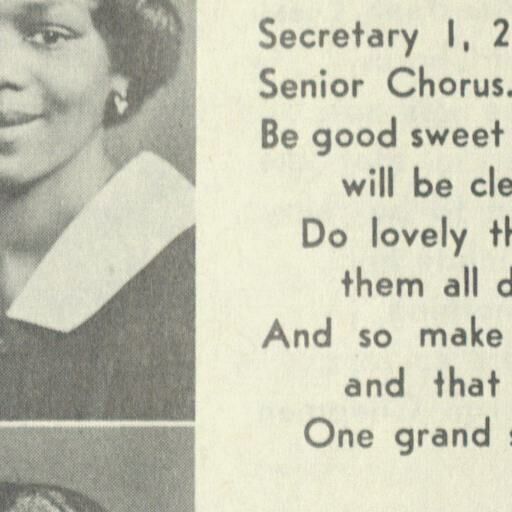 Secretary 1, 2
Senior Chorus.
Be good sweet
will be cle
Do lovely th
them all d
And so make
and that
One grand s